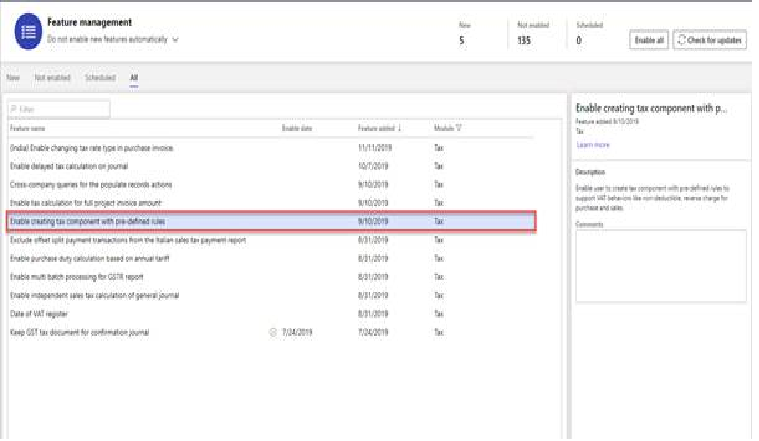 Feature management
Do not enable new features automatically
New
5
Not enabled
135
Scheduled
0
Enable all
Check for updates
New Not enabled Scheduled All
Filter
Feature name Enable date Feature added Module
(India) Enable changing tax rate type in purchase invoice 11/11/2019 Tax
Enable delayed tax calculation on journal 10/7/2019 Tax
Cross-company queries for the populate records actions 9/10/2019 Tax
Enable tax calculation for full project invoice amount 9/10/2019 Tax
Enable creating tax component with pre-defined rules 9/10/2019 Tax
Exclude offset split payment transactions from the Italian sales tax payment report 8/31/2019 Tax
Enable purchase duty calculation based on annual tariff 8/31/2019 Tax
Enable multi batch processing for GSTR report 8/31/2019 Tax
Enable independent sales tax calculation of general journal 8/31/2019 Tax
Date of VAT register 8/31/2019 Tax
Keep GST tax document for confirmation journal 7/24/2019 7/24/2019 Tax
Enable creating tax component with p...
Feature added 9/10/2019
Tax
Learn more
Description
Enable user to create tax component with pre-defined rules to
support VAT behavior like non-deductible, reverse charge for
purchase and sales.
Comments